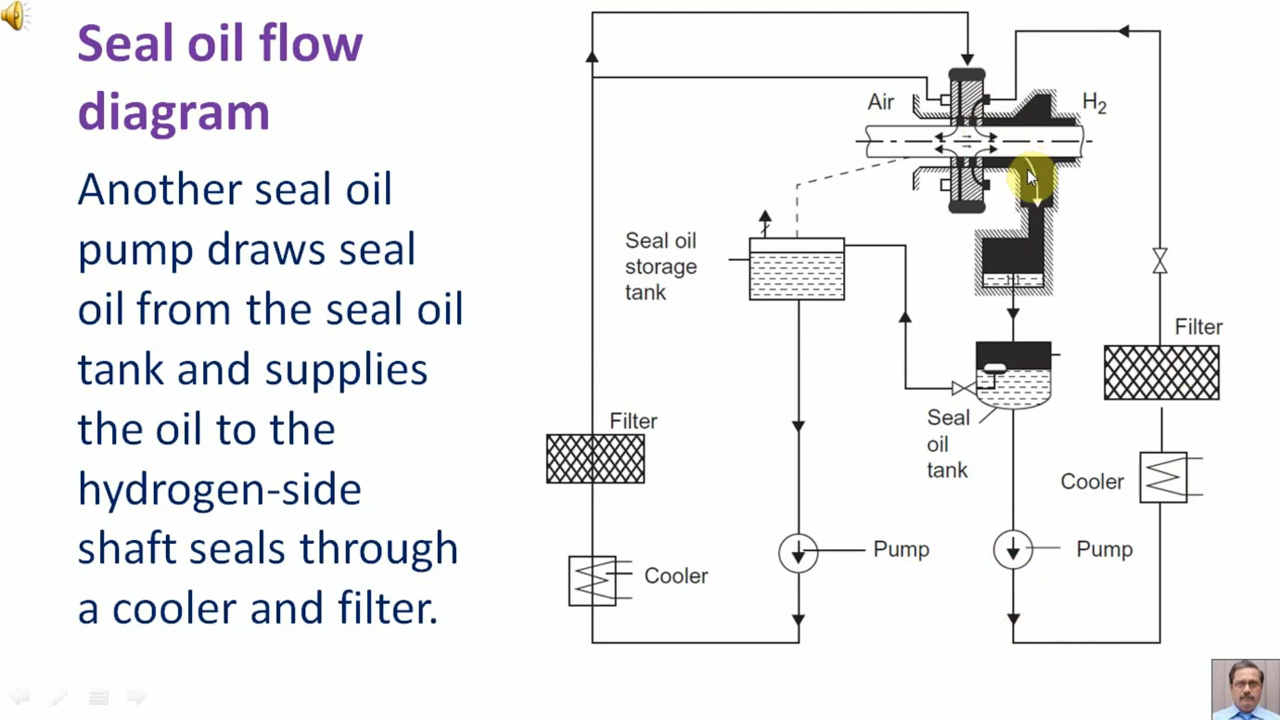 Seal oil flow
diagram
Another seal oil
pump draws seal
oil from the seal oil
tank and supplies
the oil to the
hydrogen-side
shaft seals through
a cooler and filter.
Air
H2
Seal oil
storage
tank
Filter
Filter
Seal
oil
tank
Cooler
Pump
Pump
Cooler